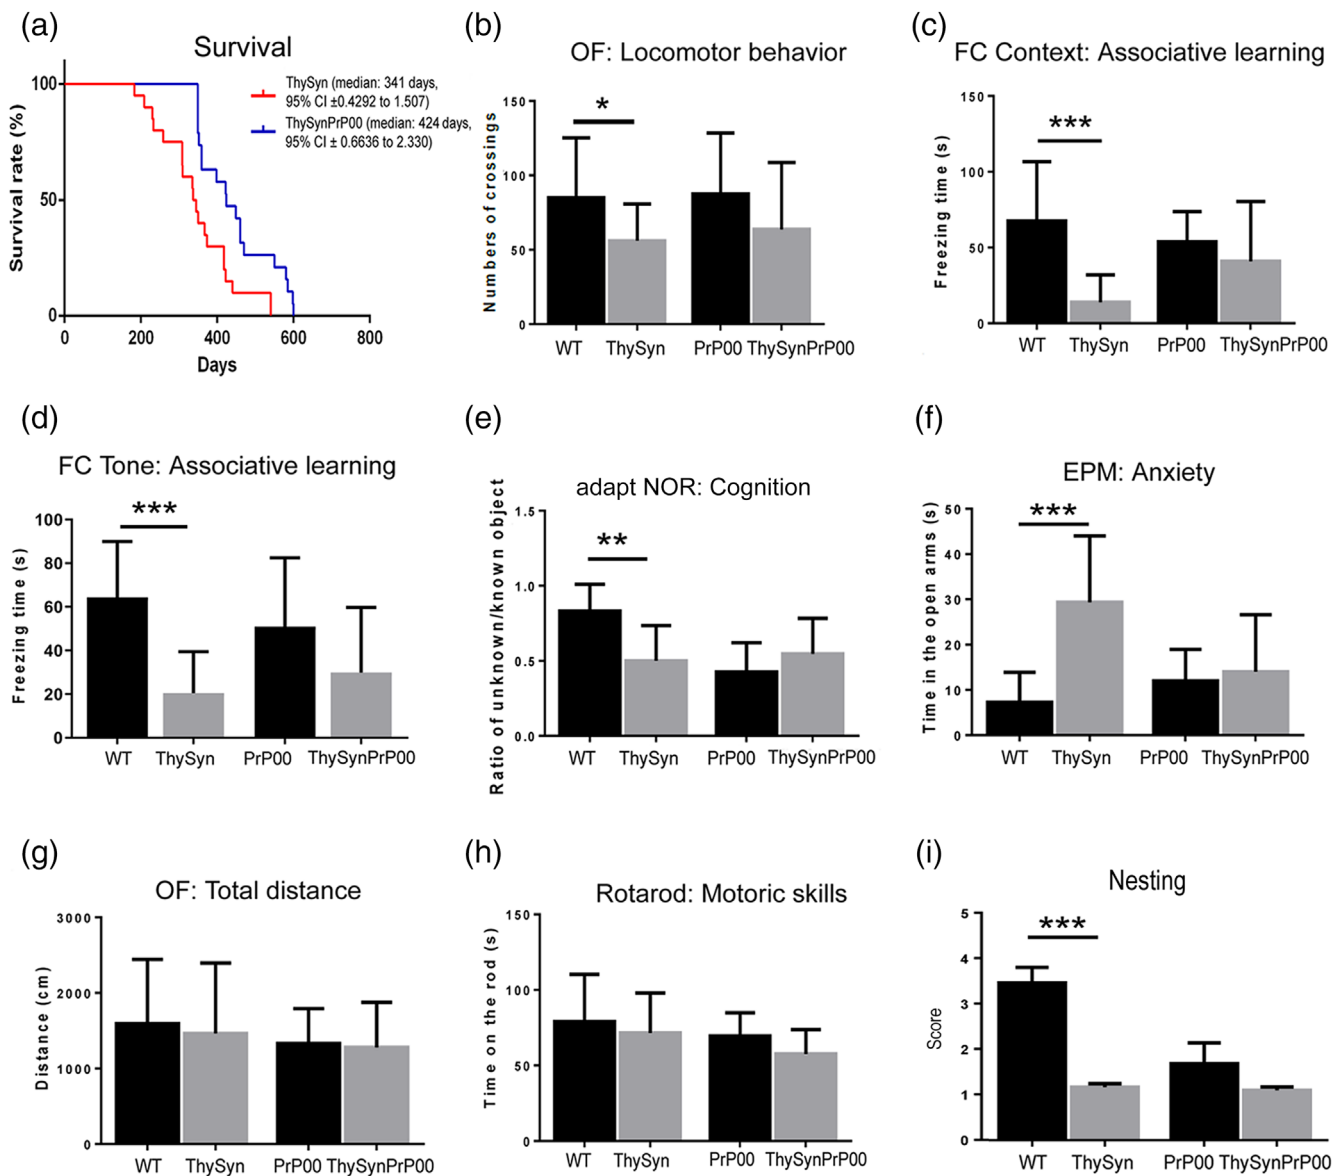 (a)
Survival
Survival rate (%)
100
50
0
ThySyn (median: 341 days,
95% CI ±0.4292 to 1.507)
ThySynPrP00 (median: 424 days,
95% CI ± 0.6636 to 2.330)
0 200 400 600 800
Days
(b)
OF: Locomotor behavior
Numbers of crossings
150
100
50
0
*
WT ThySyn PrP00 ThySynPrP00
(c)
FC Context: Associative learning
Freezing time (s)
150
100
50
0
***
WT ThySyn PrP00 ThySynPrP00
(d)
FC Tone: Associative learning
Freezing time (s)
100
80
60
40
20
0
***
WT ThySyn PrP00 ThySynPrP00
(e)
adapt NOR: Cognition
Ratio of unknown/known object
1.5
1.0
0.5
0.0
**
WT ThySyn PrP00 ThySynPrP00
(f)
EPM: Anxiety
Time in the open arms (s)
50
40
30
20
10
0
***
WT ThySyn PrP00 ThySynPrP00
(g)
OF: Total distance
Distance (cm)
3000
2000
1000
0
WT ThySyn PrP00 ThySynPrP00
(h)
Rotarod: Motoric skills
Time on the rod (s)
150
100
50
0
WT ThySyn PrP00 ThySynPrP00
(i)
Nesting
Score
5
4
3
2
1
0
***
WT ThySyn PrP00 ThySynPrP00